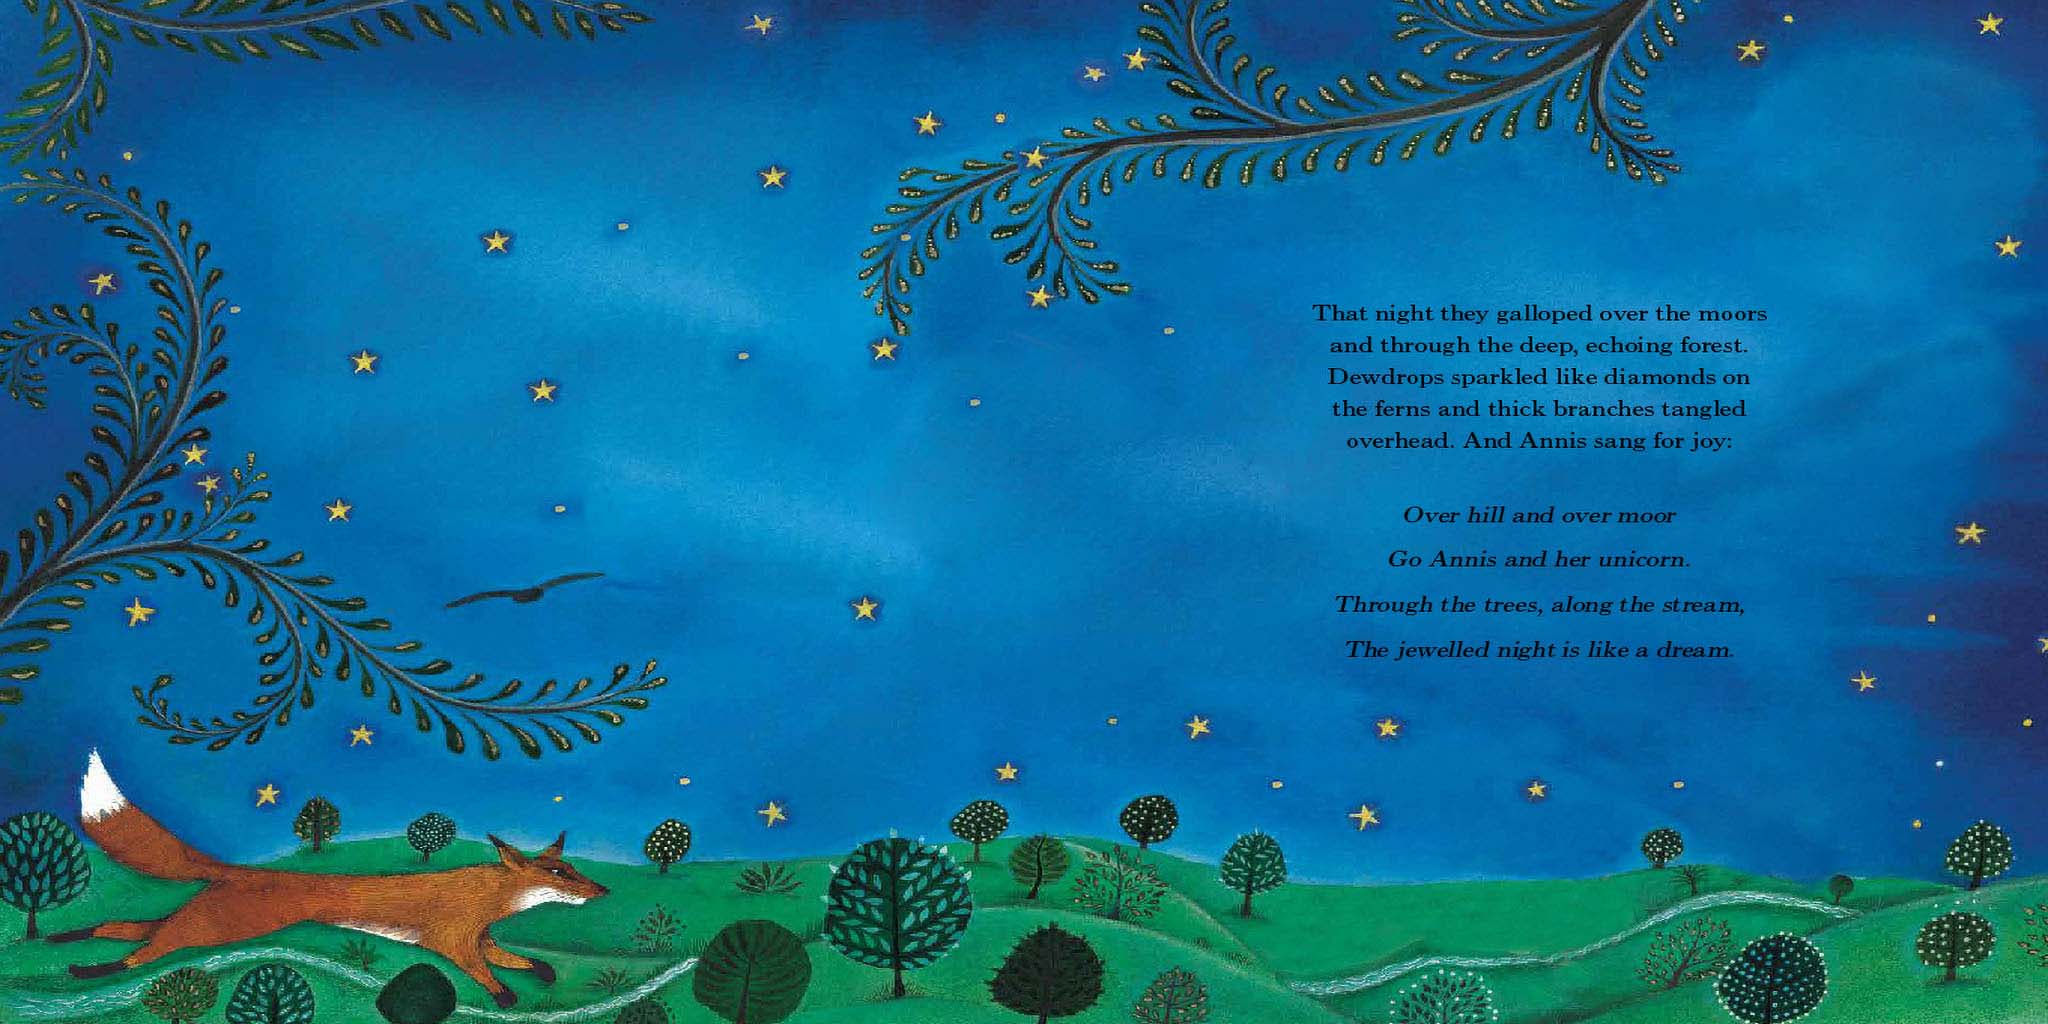 That night they galloped over the moors
and through the deep, echoing forest.
Dewdrops sparkled like diamonds on
the ferns and thick branches tangled
overhead. And Annis sang for joy:
Over hill and over moor
Go Annis and her unicorn.
Through the trees, along the stream,
The jewelled night is like a dream.